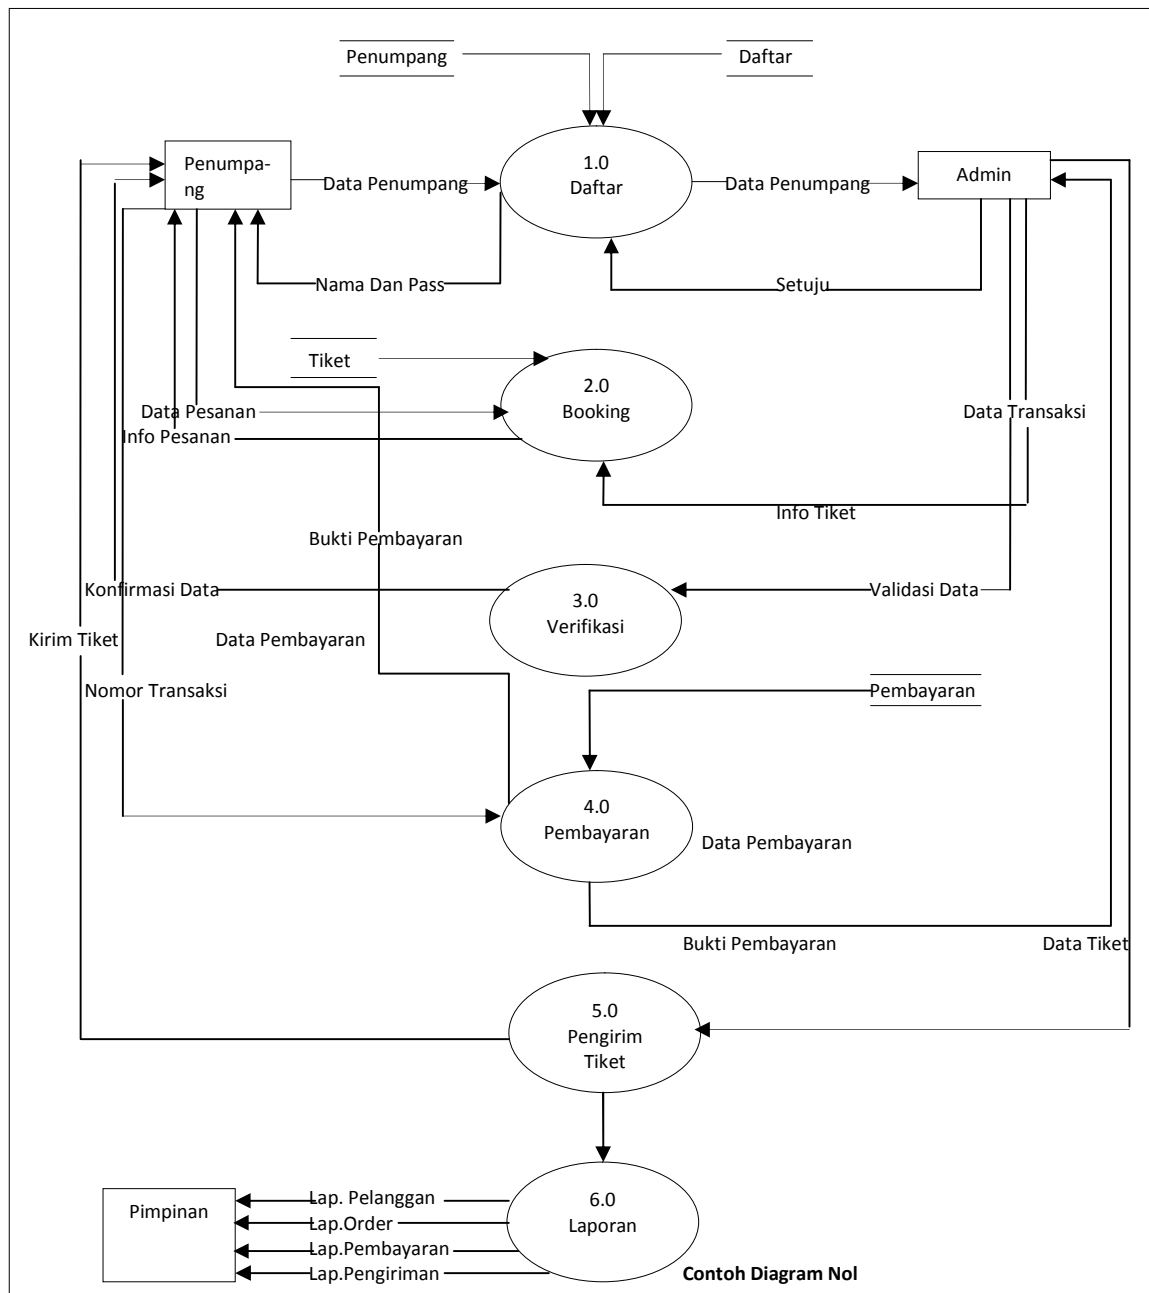 Penumpang
Daftar
Penumpa-
ng
1.0
Daftar
Admin
Data Penumpang
Data Penumpang
Nama Dan Pass
Setuju
Tiket
2.0
Booking
Data Pesanan
Data Transaksi
Info Pesanan
Info Tiket
Bukti Pembayaran
Konfirmasi Data
3.0
Verifikasi
Validasi Data
Kirim Tiket
Data Pembayaran
Nomor Transaksi
Pembayaran
4.0
Pembayaran
Data Pembayaran
Bukti Pembayaran
Data Tiket
5.0
Pengirim
Tiket
Pimpinan
Lap. Pelanggan
Lap.Order
Lap.Pembayaran
Lap.Pengiriman
6.0
Laporan
Contoh Diagram Nol